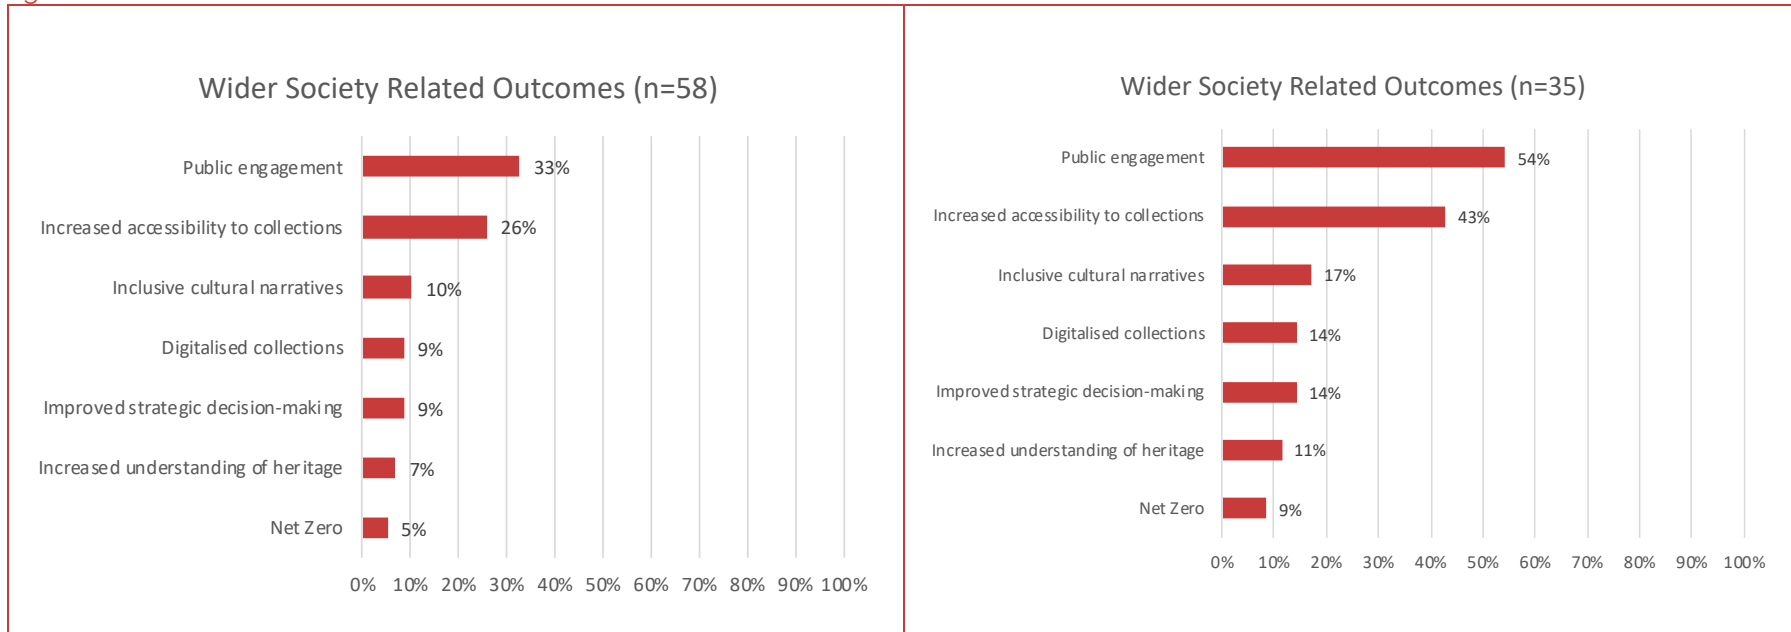 Wider Society Related Outcomes (n=58)
Public engagement 33%
Increased accessibility to collections 26%
Inclusive cultural narratives 10%
Digitalised collections 9%
Improved strategic decision-making 9%
Increased understanding of heritage 7%
Net Zero 5%
0% 10% 20% 30% 40% 50% 60% 70% 80% 90% 100%
Wider Society Related Outcomes (n=35)
Public engagement 54%
Increased accessibility to collections 43%
Inclusive cultural narratives 17%
Digitalised collections 14%
Improved strategic decision-making 14%
Increased understanding of heritage 11%
Net Zero 9%
0% 10% 20% 30% 40% 50% 60% 70% 80% 90% 100%